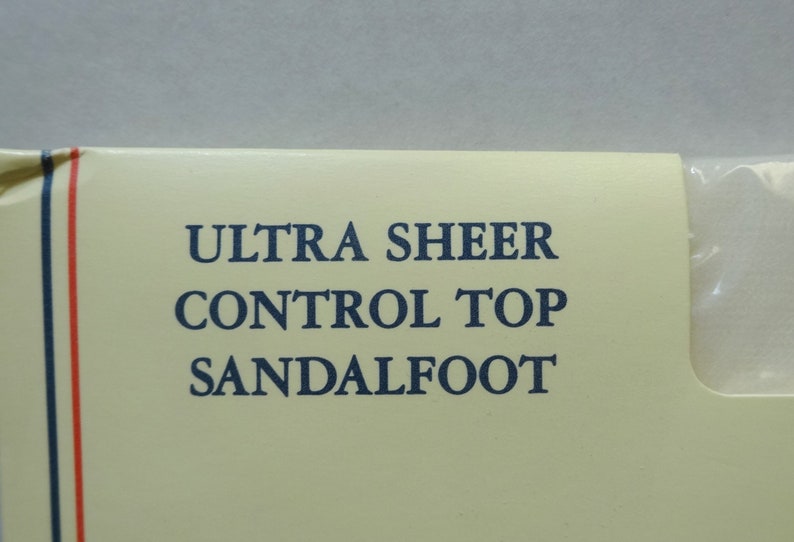 ULTRA SHEER
CONTROL TOP
SANDALFOOT